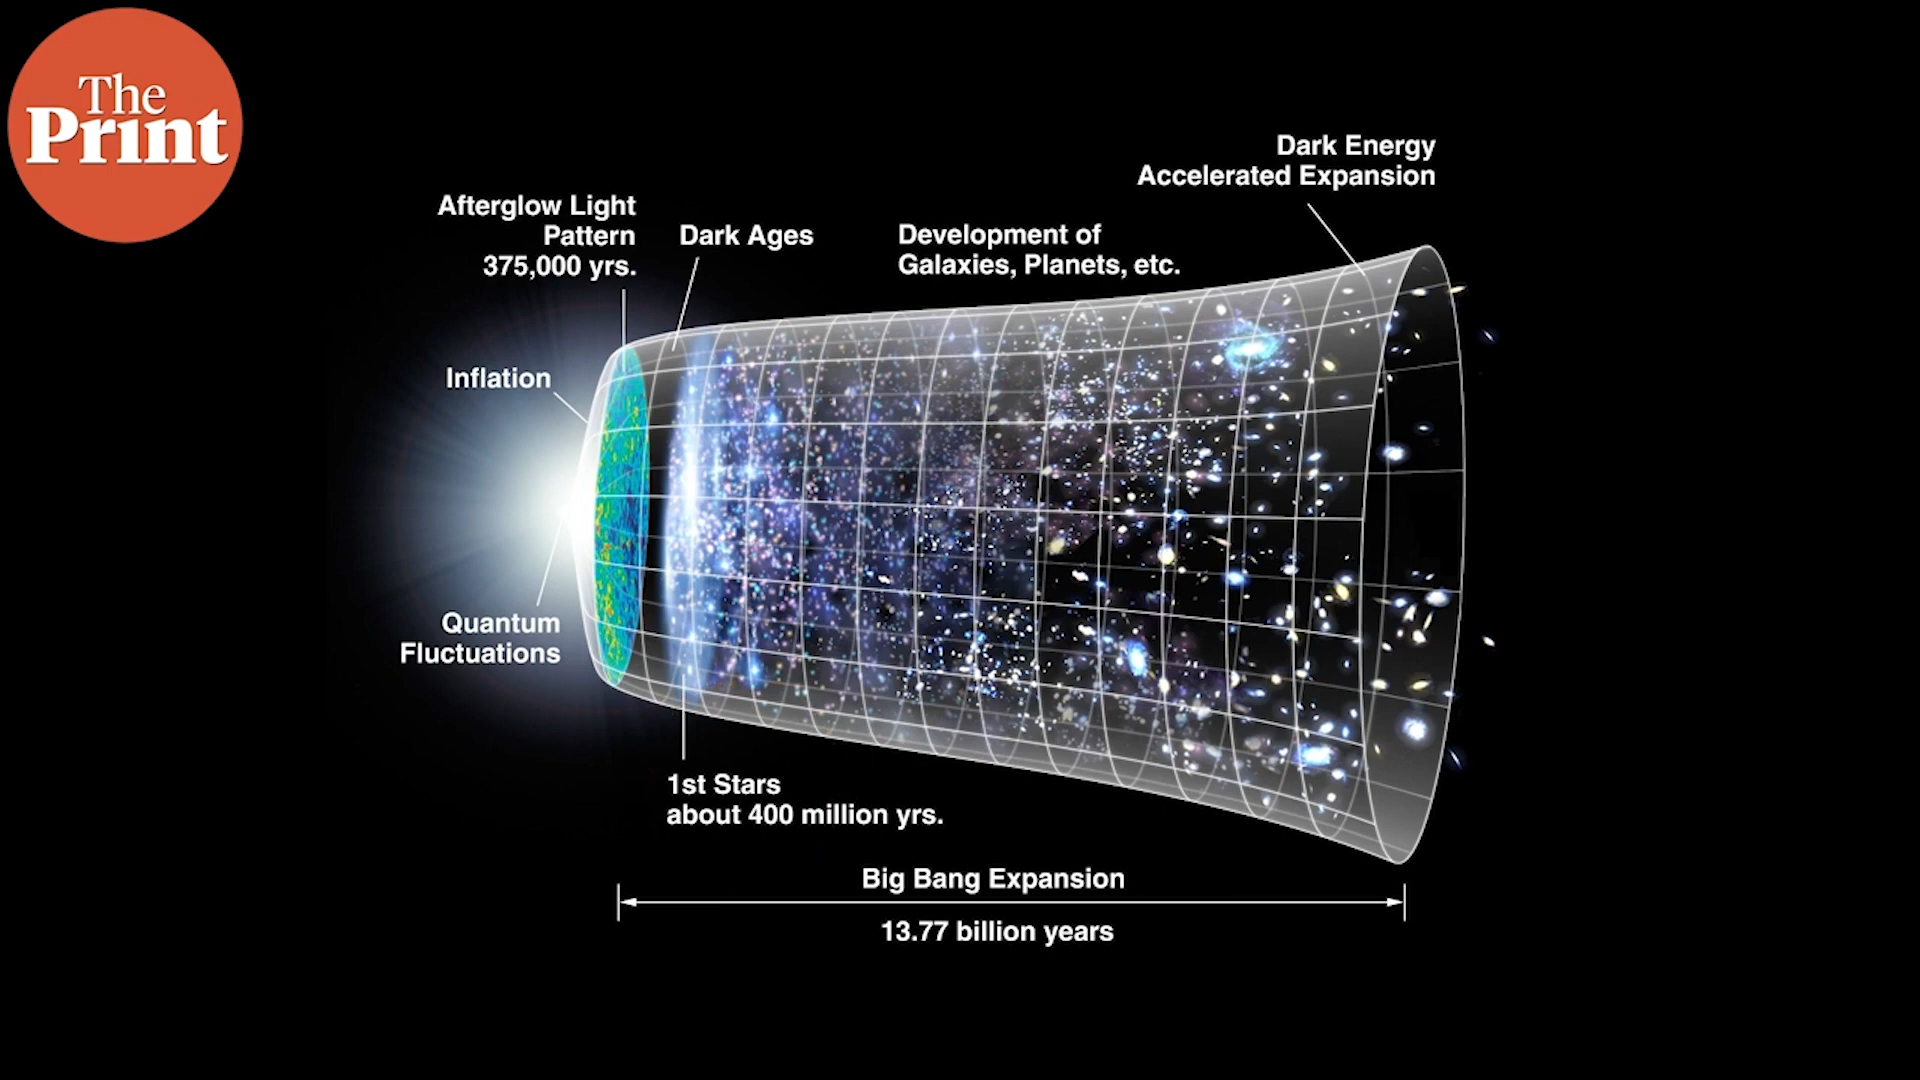 The
Print
Dark Energy
Accelerated Expansion
Afterglow Light
Pattern
375,000 yrs.
Dark Ages
Development of
Galaxies, Planets, etc.
Inflation
Quantum
Fluctuations
1st Stars
about 400 million yrs.
Big Bang Expansion
13.77 billion years